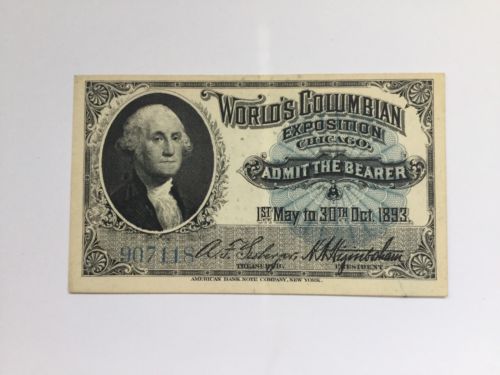 WORLD'S COLUMBIAN
EXPOSITION
CHICAGO.
ADMIT THE BEARER
1ST May to 30TH Oct. 1893.
907118
TREASURER. PRESIDENT
AMERICAN BANK NOTE COMPANY, NEW YORK.